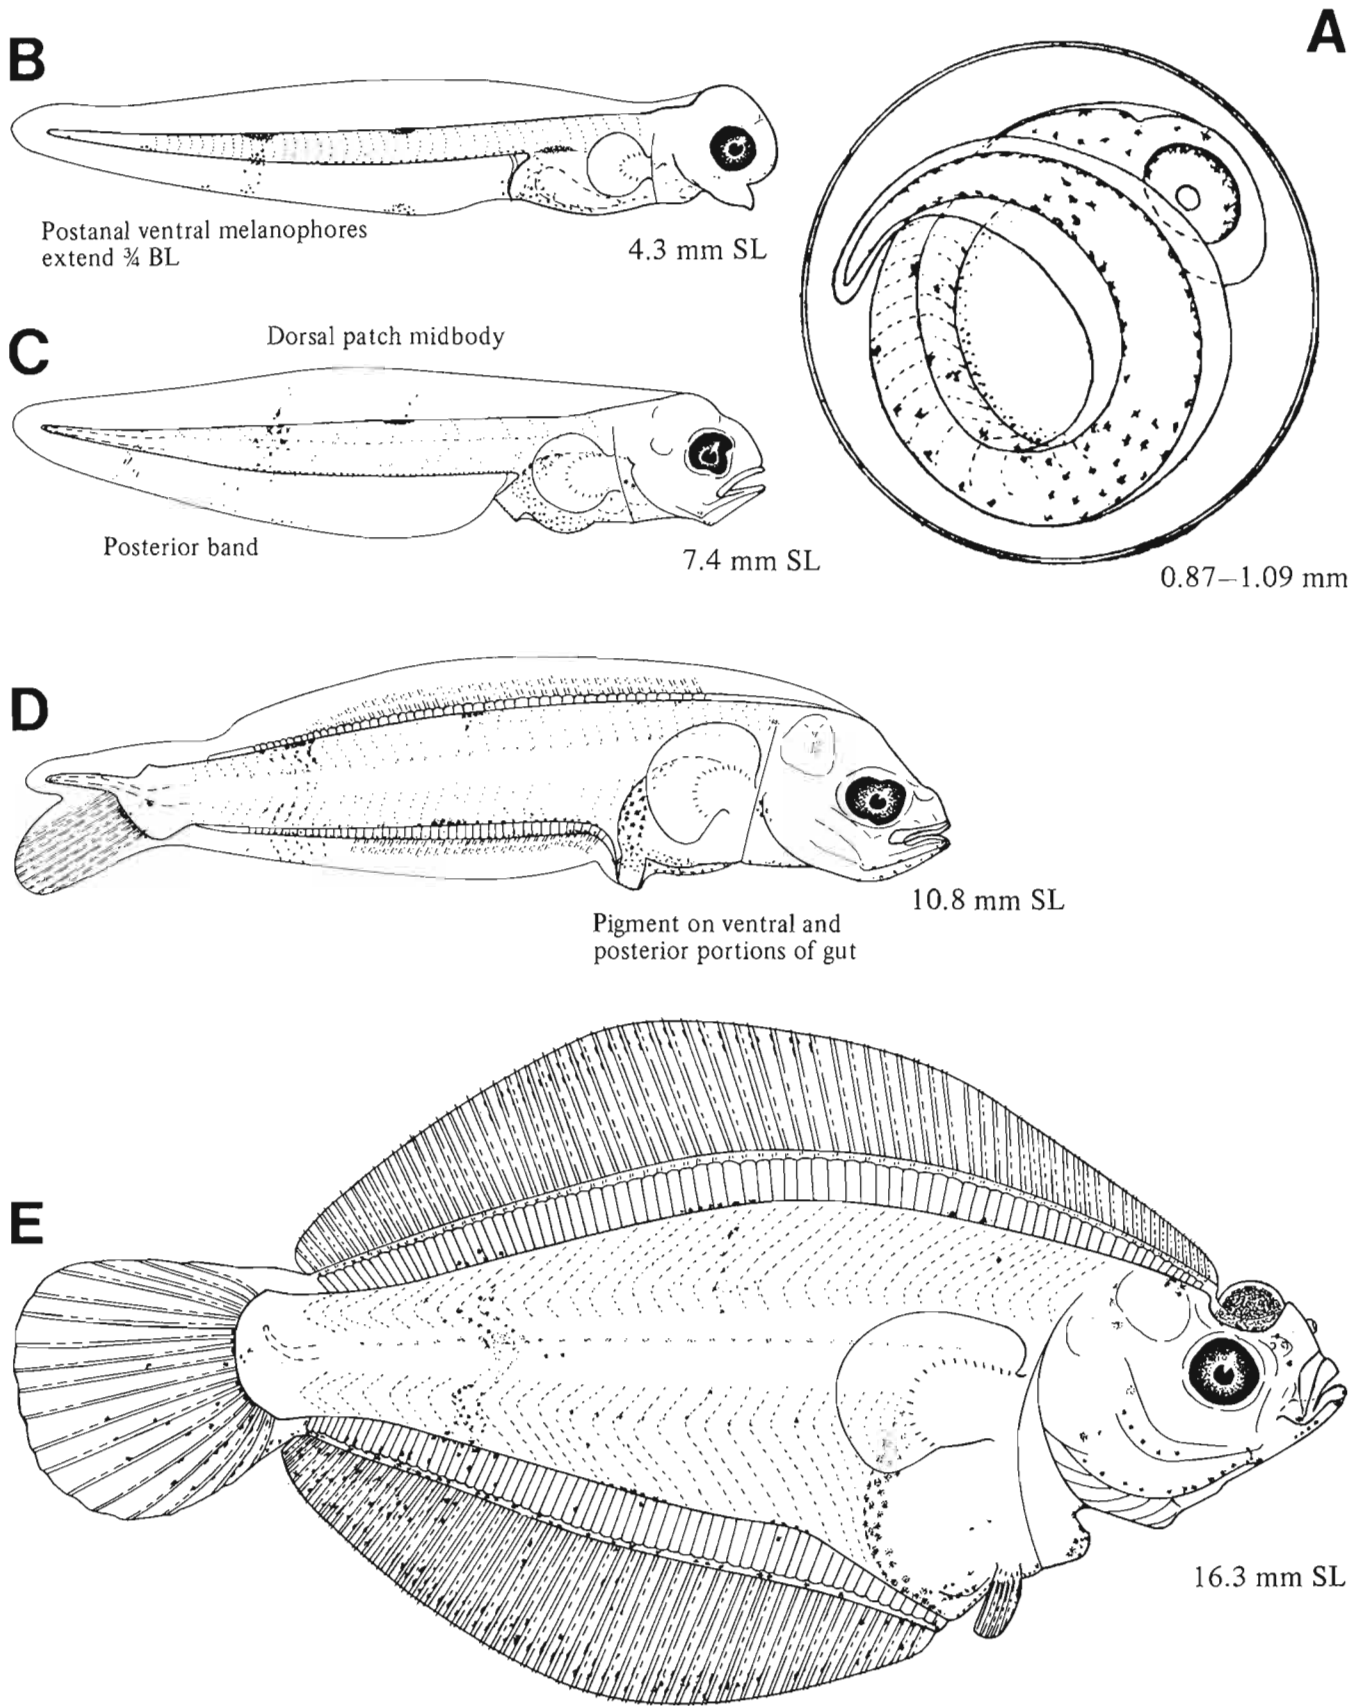 A
0.87–1.09 mm
B
Postanal ventral melanophores
extend ¾ BL
4.3 mm SL
C
Dorsal patch midbody
Posterior band
7.4 mm SL
D
10.8 mm SL
Pigment on ventral and
posterior portions of gut
E
16.3 mm SL